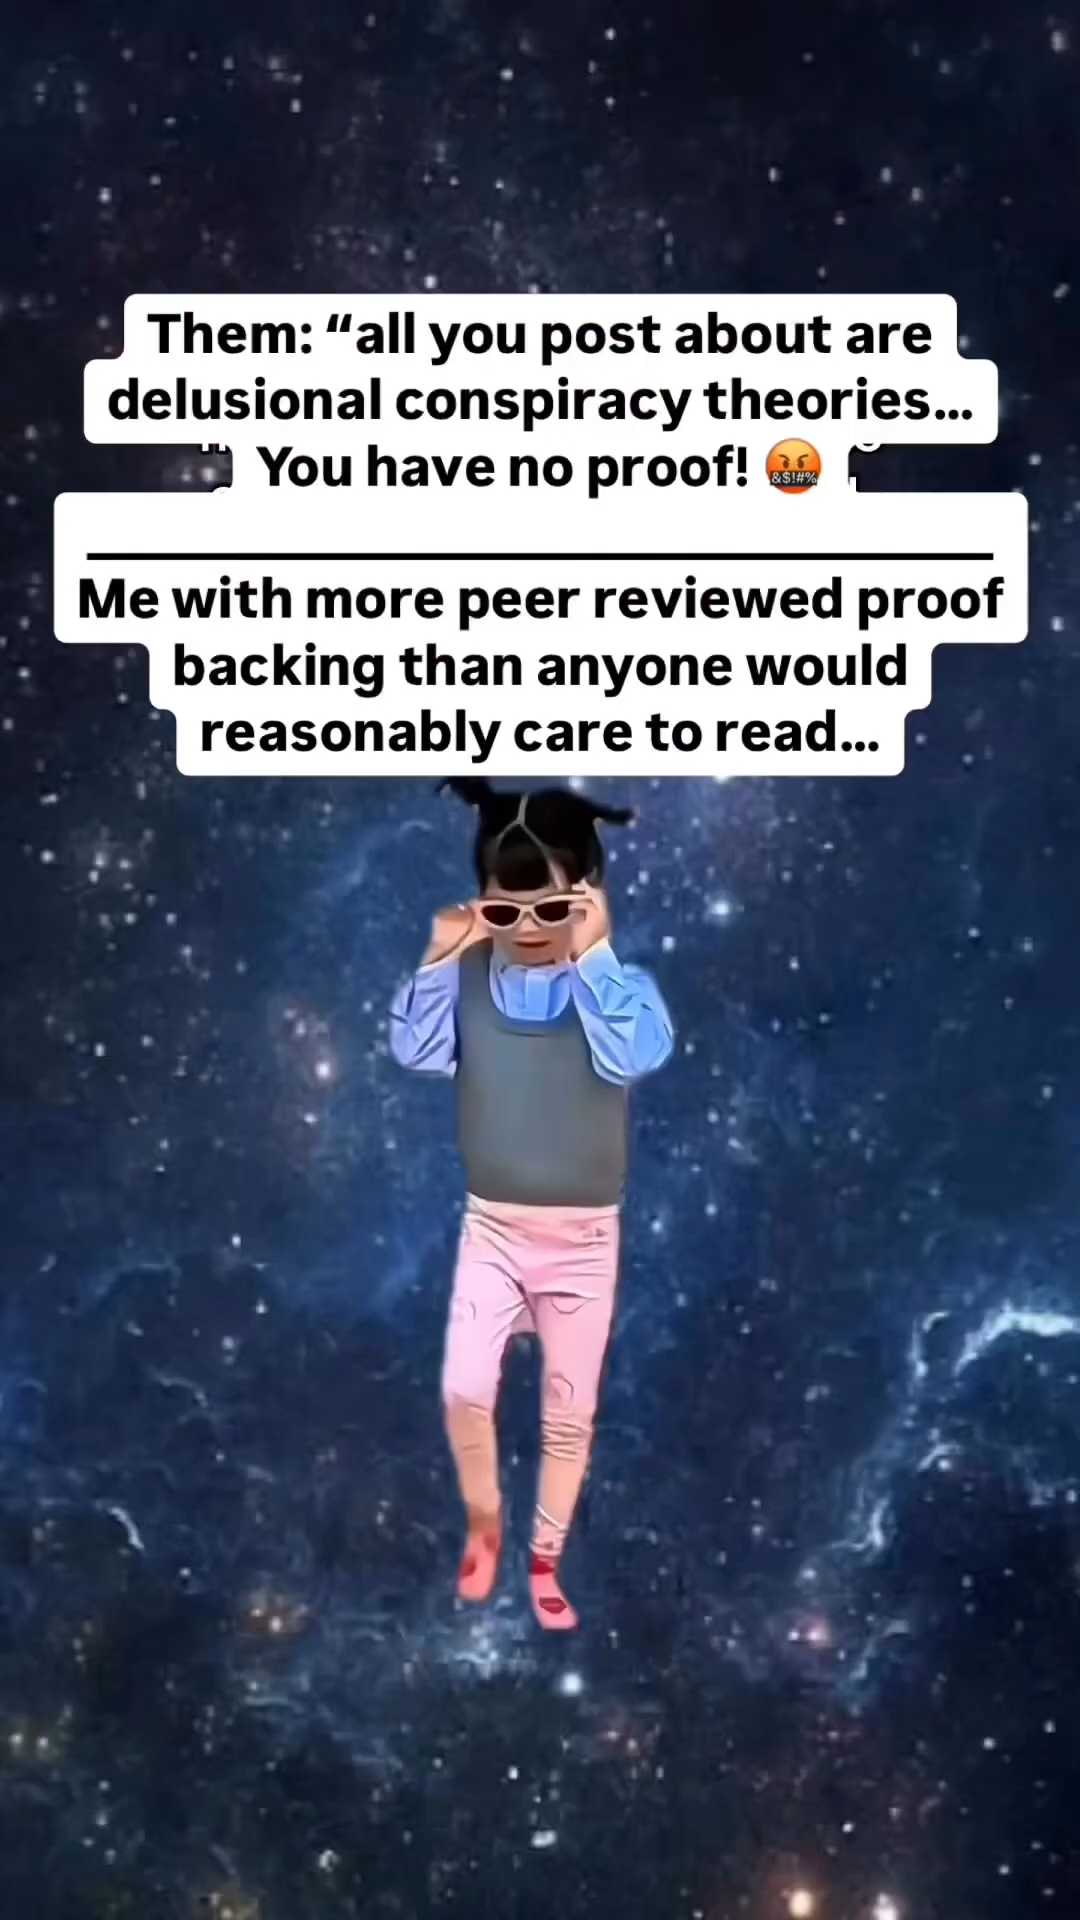 Them: “all you post about are
delusional conspiracy theories...
You have no proof! 🤬
&$!#%
Me with more peer reviewed proof
backing than anyone would
reasonably care to read...